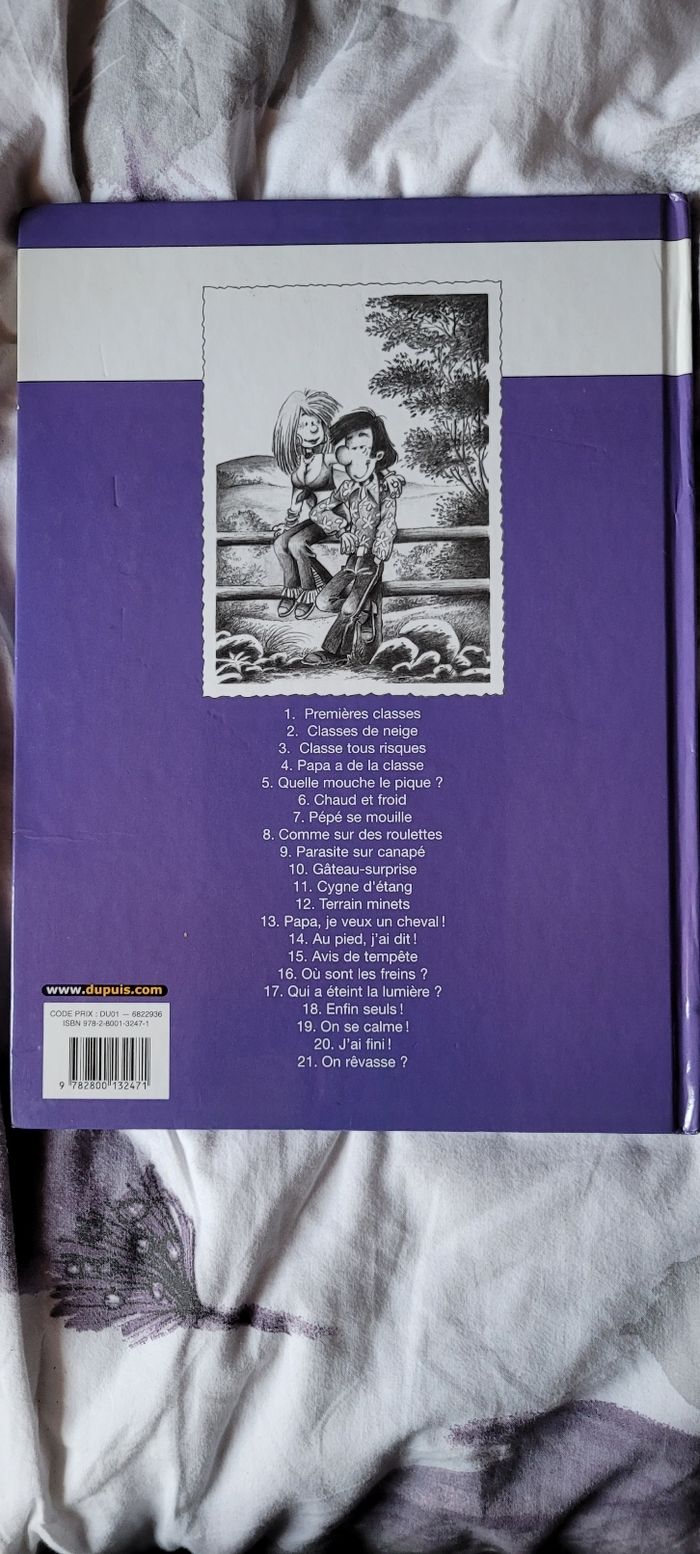 1. Premières classes
2. Classes de neige
3. Classe tous risques
4. Papa a de la classe
5. Quelle mouche le pique ?
6. Chaud et froid
7. Pépé se mouille
8. Comme sur des roulettes
9. Parasite sur canapé
10. Gâteau-surprise
11. Cygne d'étang
12. Terrain minets
13. Papa, je veux un cheval !
14. Au pied, j'ai dit !
15. Avis de tempête
16. Où sont les freins ?
17. Qui a éteint la lumière ?
18. Enfin seuls !
19. On se calme !
20. J'ai fini !
21. On rêvasse ?
www.dupuis.com
CODE PRIX : DU01 – 6822936
ISBN 978-2-8001-3247-1
9 782800 132471